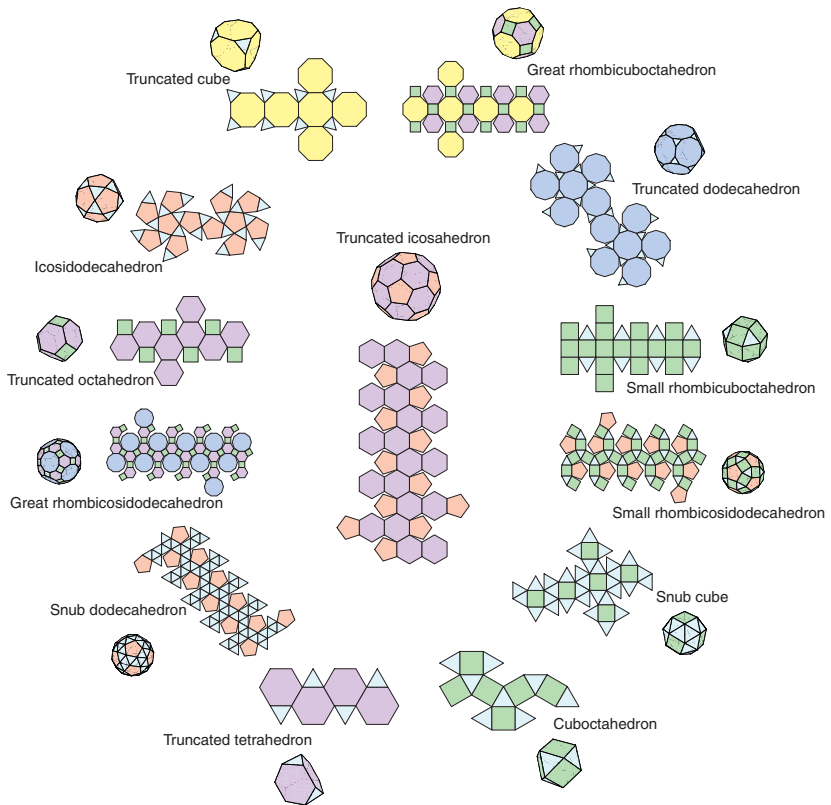 Truncated cube
Great rhombicuboctahedron
Truncated dodecahedron
Icosidodecahedron
Truncated icosahedron
Truncated octahedron
Small rhombicuboctahedron
Great rhombicosidodecahedron
Small rhombicosidodecahedron
Snub dodecahedron
Snub cube
Truncated tetrahedron
Cuboctahedron